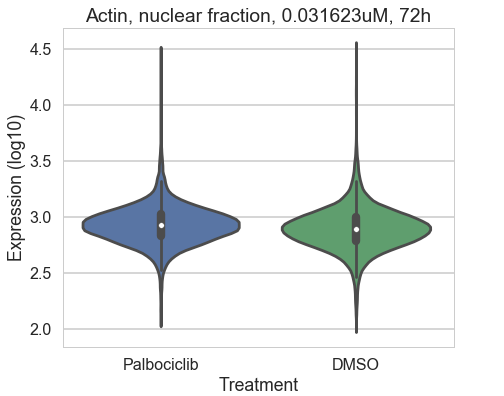 Actin, nuclear fraction, 0.031623uM, 72h
4.5
4.0
3.5
3.0
2.5
2.0
Expression (log10)
Palbociclib
DMSO
Treatment